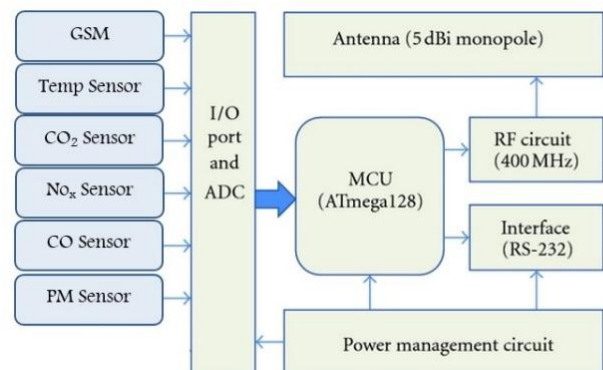 GSM
Temp Sensor
CO₂ Sensor
Noₓ Sensor
CO Sensor
PM Sensor
I/O
port
and
ADC
Antenna (5 dBi monopole)
MCU
(ATmega128)
RF circuit
(400 MHz)
Interface
(RS-232)
Power management circuit